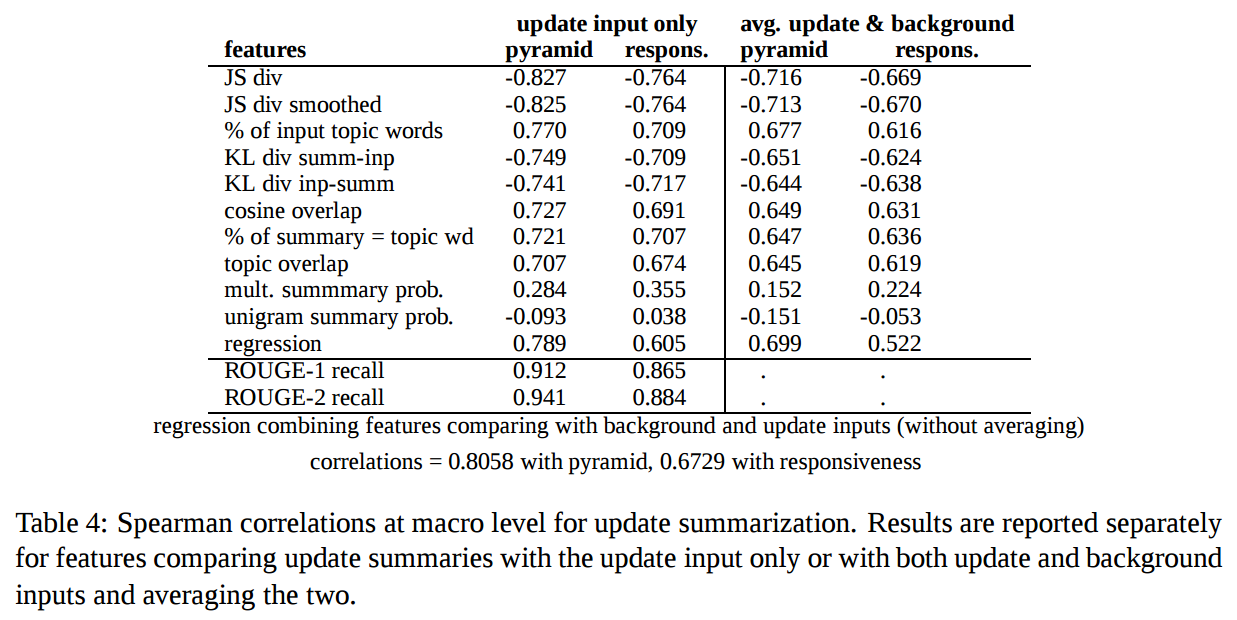 update input only avg. update & background
features pyramid respons. pyramid respons.
JS div -0.827 -0.764 -0.716 -0.669
JS div smoothed -0.825 -0.764 -0.713 -0.670
% of input topic words 0.770 0.709 0.677 0.616
KL div summ-inp -0.749 -0.709 -0.651 -0.624
KL div inp-summ -0.741 -0.717 -0.644 -0.638
cosine overlap 0.727 0.691 0.649 0.631
% of summary = topic wd 0.721 0.707 0.647 0.636
topic overlap 0.707 0.674 0.645 0.619
mult. summmary prob. 0.284 0.355 0.152 0.224
unigram summary prob. -0.093 0.038 -0.151 -0.053
regression 0.789 0.605 0.699 0.522
ROUGE-1 recall 0.912 0.865 . .
ROUGE-2 recall 0.941 0.884 . .
regression combining features comparing with background and update inputs (without averaging)
correlations = 0.8058 with pyramid, 0.6729 with responsiveness
Table 4: Spearman correlations at macro level for update summarization. Results are reported separately
for features comparing update summaries with the update input only or with both update and background
inputs and averaging the two.